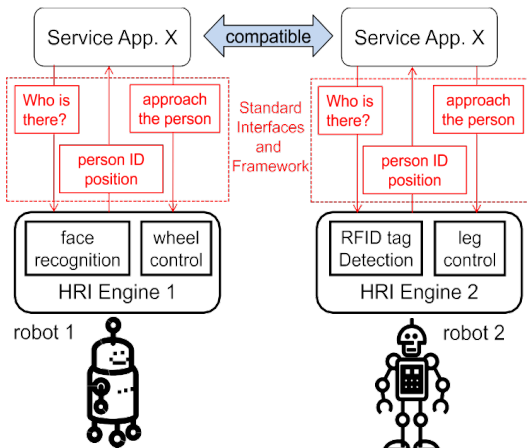 Service App. X
compatible
Service App. X
Who is
there?
approach
the person
person ID
position
Standard
Interfaces
and
Framework
Who is
there?
approach
the person
person ID
position
face
recognition
wheel
control
HRI Engine 1
RFID tag
Detection
leg
control
HRI Engine 2
robot 1
robot 2